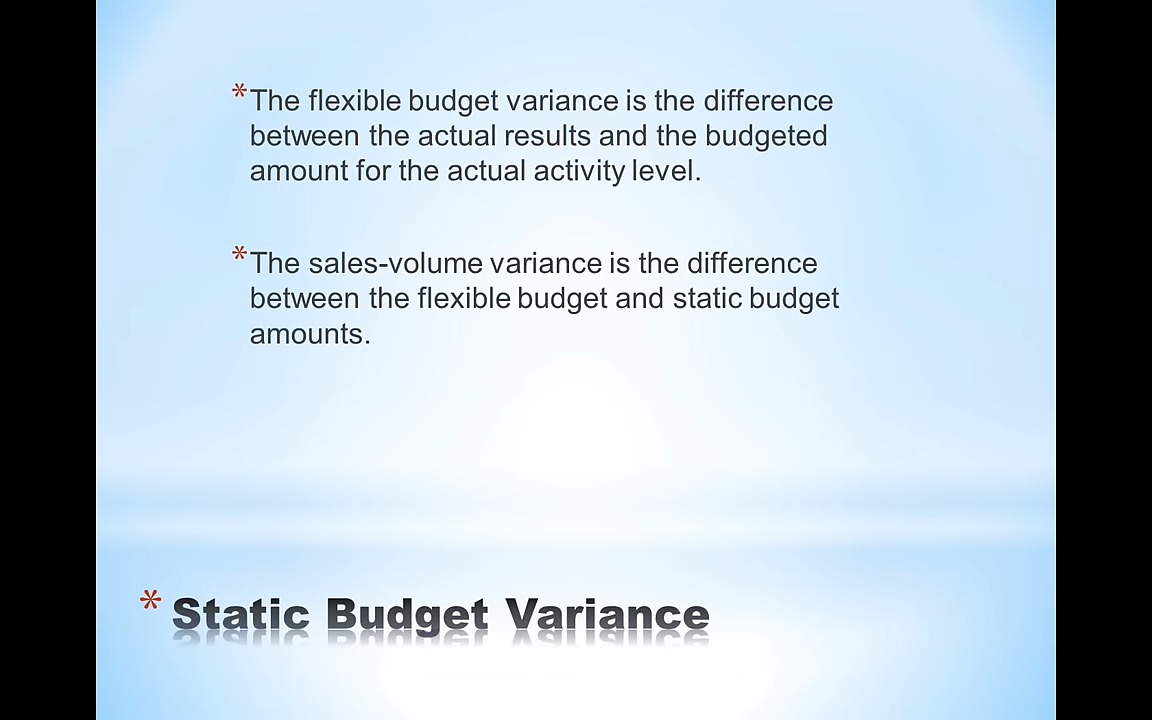 * The flexible budget variance is the difference
between the actual results and the budgeted
amount for the actual activity level.
* The sales-volume variance is the difference
between the flexible budget and static budget
amounts.
* Static Budget Variance